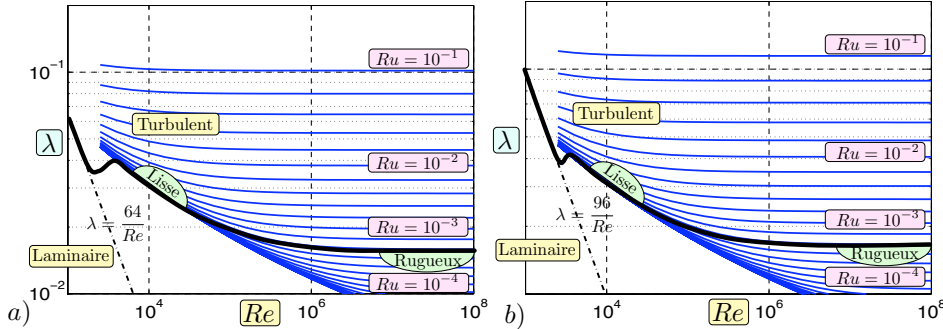 10⁻¹
10⁻²
λ
Ru = 10⁻¹
Turbulent
Ru = 10⁻²
Lisse
λ = 64/Re
Ru = 10⁻³
Laminaire
Rugueux
Ru = 10⁻⁴
a)
10⁴
Re
10⁶
10⁸
λ
Ru = 10⁻¹
Turbulent
Ru = 10⁻²
Lisse
λ = 96/Re
Ru = 10⁻³
Laminaire
Rugueux
Ru = 10⁻⁴
b)
10⁴
10⁶
Re
10⁸